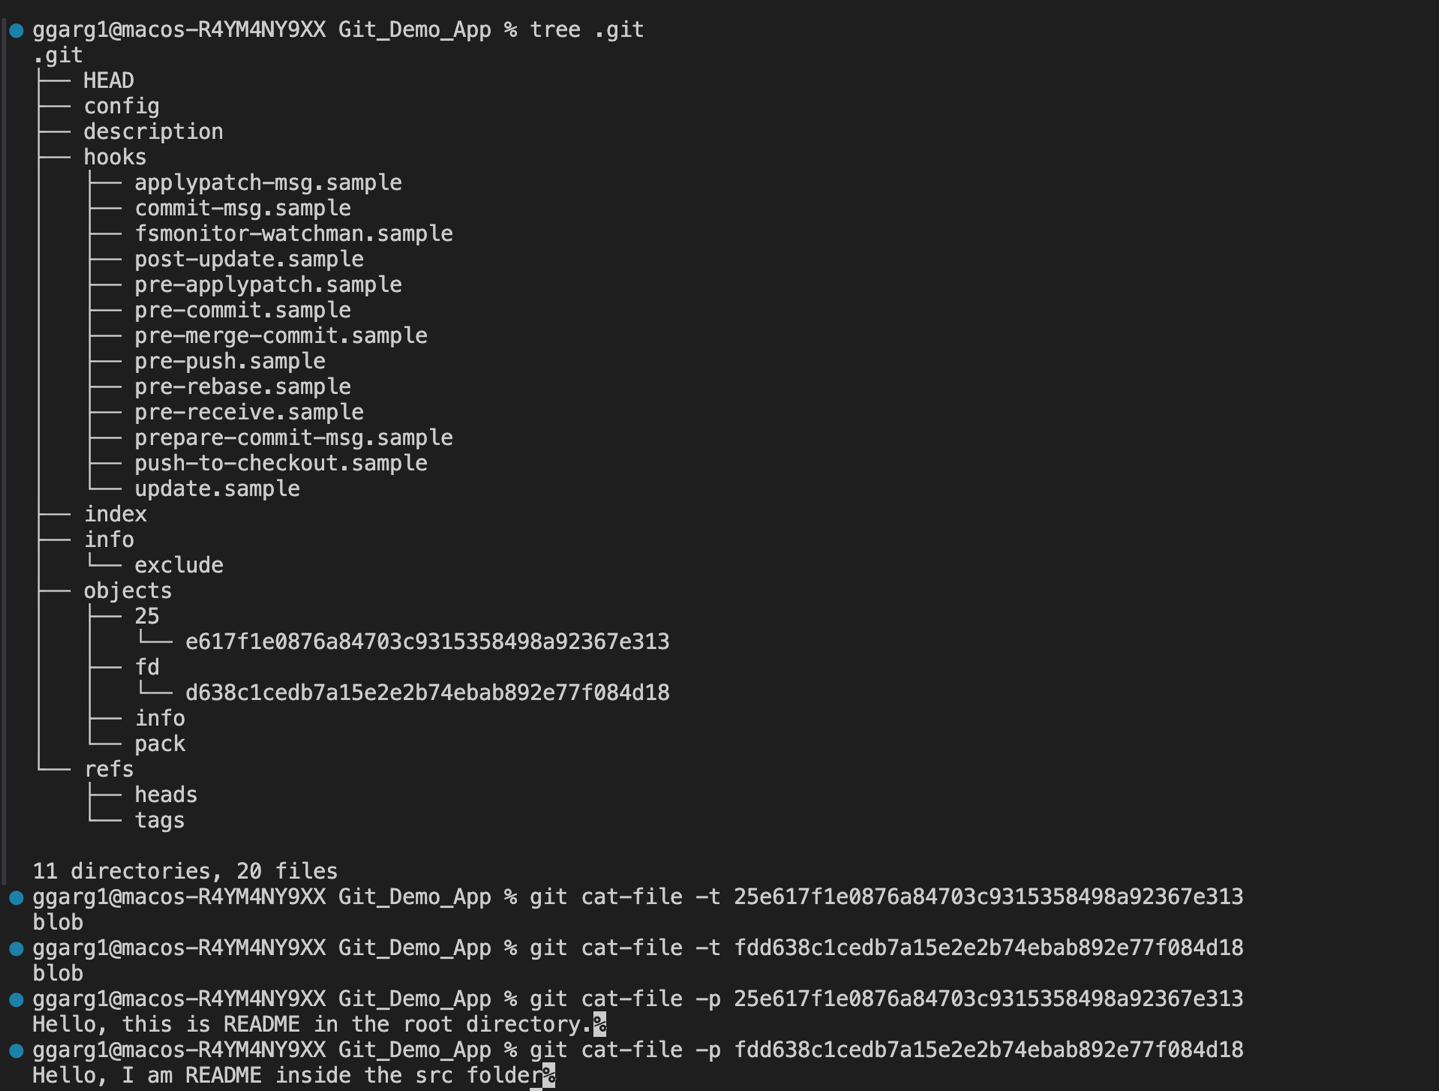 ggarg1@macos-R4YM4NY9XX Git_Demo_App % tree .git
.git
├── HEAD
├── config
├── description
├── hooks
│   ├── applypatch-msg.sample
│   ├── commit-msg.sample
│   ├── fsmonitor-watchman.sample
│   ├── post-update.sample
│   ├── pre-applypatch.sample
│   ├── pre-commit.sample
│   ├── pre-merge-commit.sample
│   ├── pre-push.sample
│   ├── pre-rebase.sample
│   ├── pre-receive.sample
│   ├── prepare-commit-msg.sample
│   ├── push-to-checkout.sample
│   └── update.sample
├── index
├── info
│   └── exclude
├── objects
│   ├── 25
│   │   └── e617f1e0876a84703c9315358498a92367e313
│   ├── fd
│   │   └── d638c1cedb7a15e2e2b74ebab892e77f084d18
│   ├── info
│   └── pack
└── refs
    ├── heads
    └── tags
11 directories, 20 files
ggarg1@macos-R4YM4NY9XX Git_Demo_App % git cat-file -t 25e617f1e0876a84703c9315358498a92367e313
blob
ggarg1@macos-R4YM4NY9XX Git_Demo_App % git cat-file -t fdd638c1cedb7a15e2e2b74ebab892e77f084d18
blob
ggarg1@macos-R4YM4NY9XX Git_Demo_App % git cat-file -p 25e617f1e0876a84703c9315358498a92367e313
Hello, this is README in the root directory.%
ggarg1@macos-R4YM4NY9XX Git_Demo_App % git cat-file -p fdd638c1cedb7a15e2e2b74ebab892e77f084d18
Hello, I am README inside the src folder%